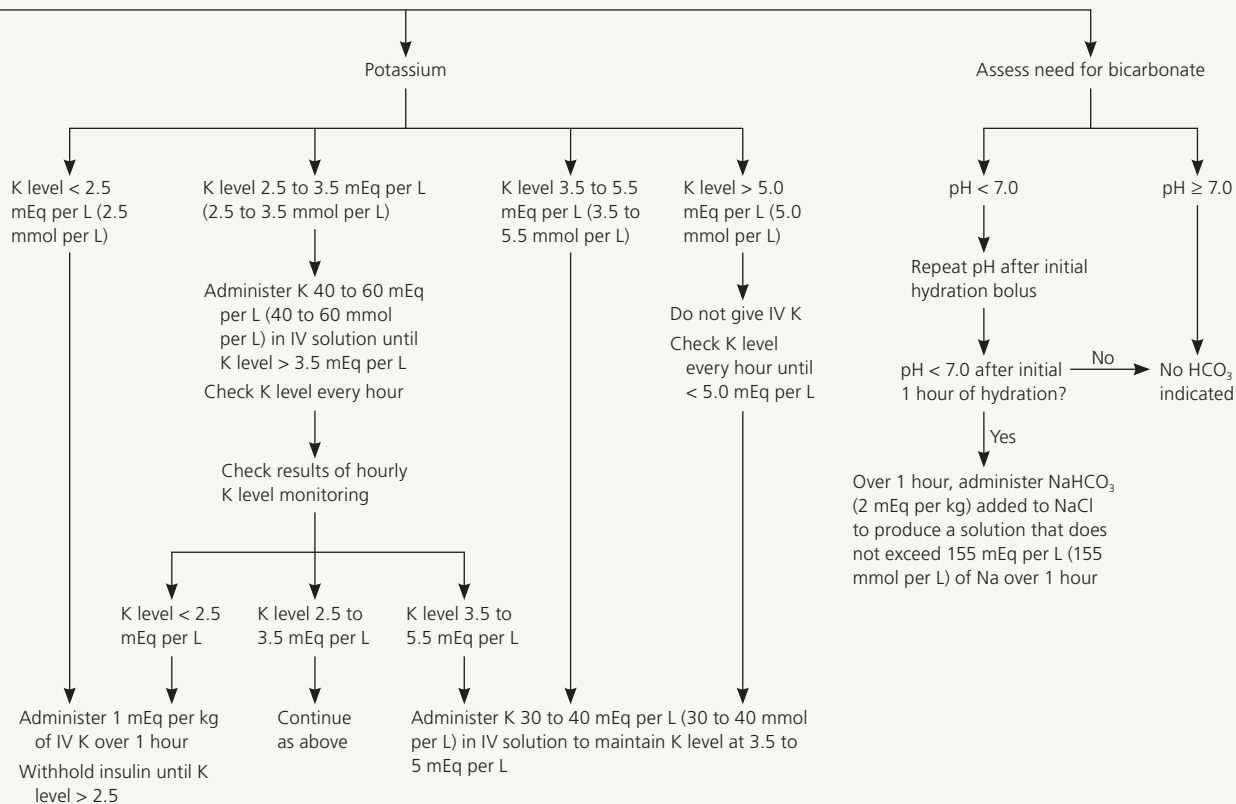 Potassium
Assess need for bicarbonate
K level < 2.5
mEq per L (2.5
mmol per L)
K level 2.5 to 3.5 mEq per L
(2.5 to 3.5 mmol per L)
K level 3.5 to 5.5
mEq per L (3.5 to
5.5 mmol per L)
K level > 5.0
mEq per L (5.0
mmol per L)
pH < 7.0
pH ≥ 7.0
Administer K 40 to 60 mEq
per L (40 to 60 mmol
per L) in IV solution until
K level > 3.5 mEq per L
Check K level every hour
Do not give IV K
Check K level
every hour until
< 5.0 mEq per L
Repeat pH after initial
hydration bolus
pH < 7.0 after initial
1 hour of hydration?
No
No HCO₃
indicated
Yes
Check results of hourly
K level monitoring
Over 1 hour, administer NaHCO₃
(2 mEq per kg) added to NaCl
to produce a solution that does
not exceed 155 mEq per L (155
mmol per L) of Na over 1 hour
K level < 2.5
mEq per L
K level 2.5 to
3.5 mEq per L
K level 3.5 to
5.5 mEq per L
Administer 1 mEq per kg
of IV K over 1 hour
Withhold insulin until K
level > 2.5
Continue
as above
Administer K 30 to 40 mEq per L (30 to 40 mmol
per L) in IV solution to maintain K level at 3.5 to
5 mEq per L